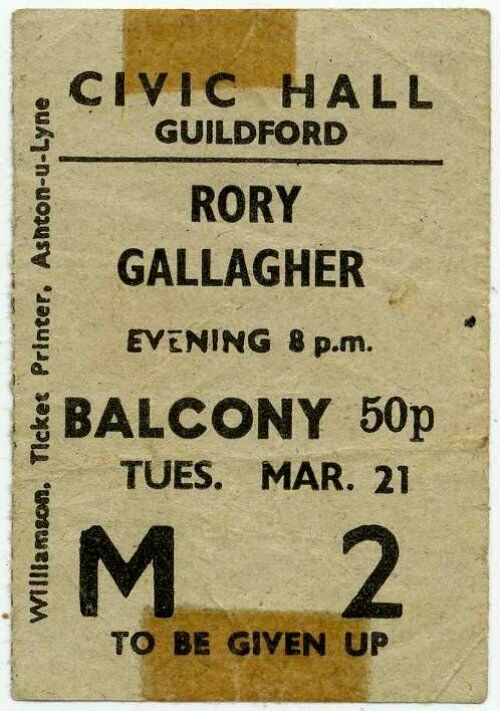 CIVIC HALL
GUILDFORD
RORY
GALLAGHER
EVENING 8 p.m.
BALCONY 50p
TUES. MAR. 21
M 2
TO BE GIVEN UP
Williamson, Ticket Printer, Ashton-u-Lyne